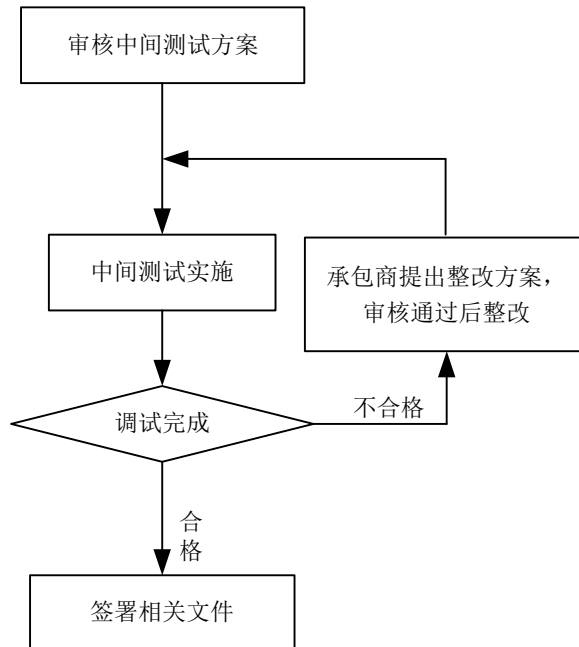 审核中间测试方案
中间测试实施
承包商提出整改方案，
审核通过后整改
调试完成
不合格
合
格
签署相关文件